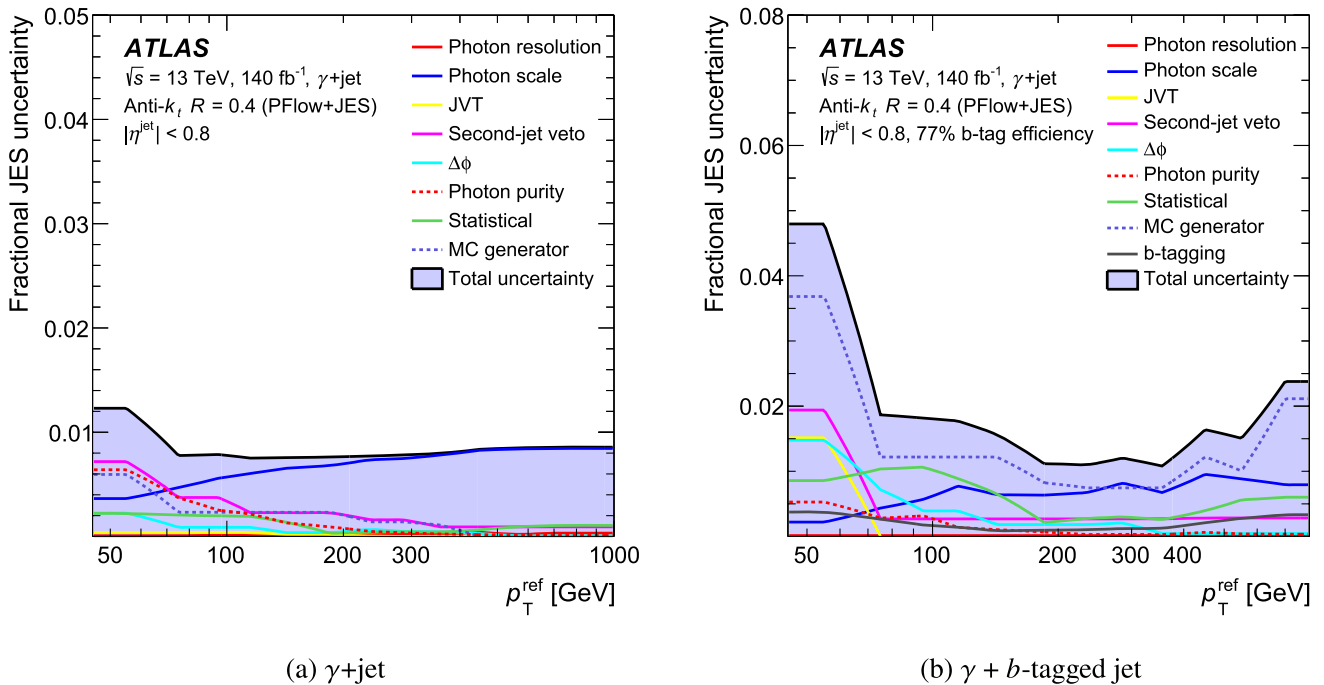 Fractional JES uncertainty
0.05
0.04
0.03
0.02
0.01
ATLAS
√s = 13 TeV, 140 fb⁻¹, γ+jet
Anti-kₜ R = 0.4 (PFlow+JES)
|ηʲᵉᵗ| < 0.8
Photon resolution
Photon scale
JVT
Second-jet veto
Δϕ
Photon purity
Statistical
MC generator
Total uncertainty
50 100 200 300 1000
p_T^ref [GeV]
(a) γ+jet
Fractional JES uncertainty
0.08
0.06
0.04
0.02
ATLAS
√s = 13 TeV, 140 fb⁻¹, γ+jet
Anti-kₜ R = 0.4 (PFlow+JES)
|ηʲᵉᵗ| < 0.8, 77% b-tag efficiency
Photon resolution
Photon scale
JVT
Second-jet veto
Δϕ
Photon purity
Statistical
MC generator
b-tagging
Total uncertainty
50 100 200 300 400
p_T^ref [GeV]
(b) γ + b-tagged jet